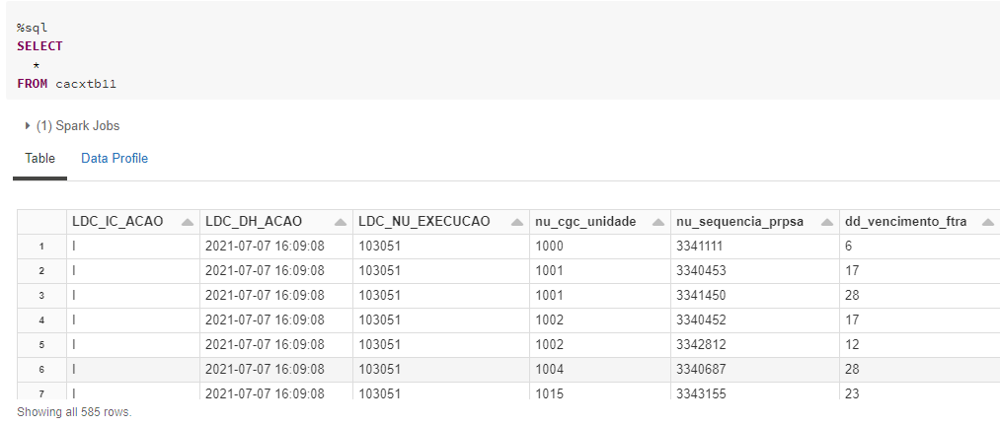 %sql
SELECT
*
FROM cacxtb11
(1) Spark Jobs
Table Data Profile
LDC_IC_ACAO LDC_DH_ACAO LDC_NU_EXECUCAO nu_cgc_unidade nu_sequencia_prpsa dd_vencimento_ftra
1 I 2021-07-07 16:09:08 103051 1000 3341111 6
2 I 2021-07-07 16:09:08 103051 1001 3340453 17
3 I 2021-07-07 16:09:08 103051 1001 3341450 28
4 I 2021-07-07 16:09:08 103051 1002 3340452 17
5 I 2021-07-07 16:09:08 103051 1002 3342812 12
6 I 2021-07-07 16:09:08 103051 1004 3340687 28
7 I 2021-07-07 16:09:08 103051 1015 3343155 23
Showing all 585 rows.